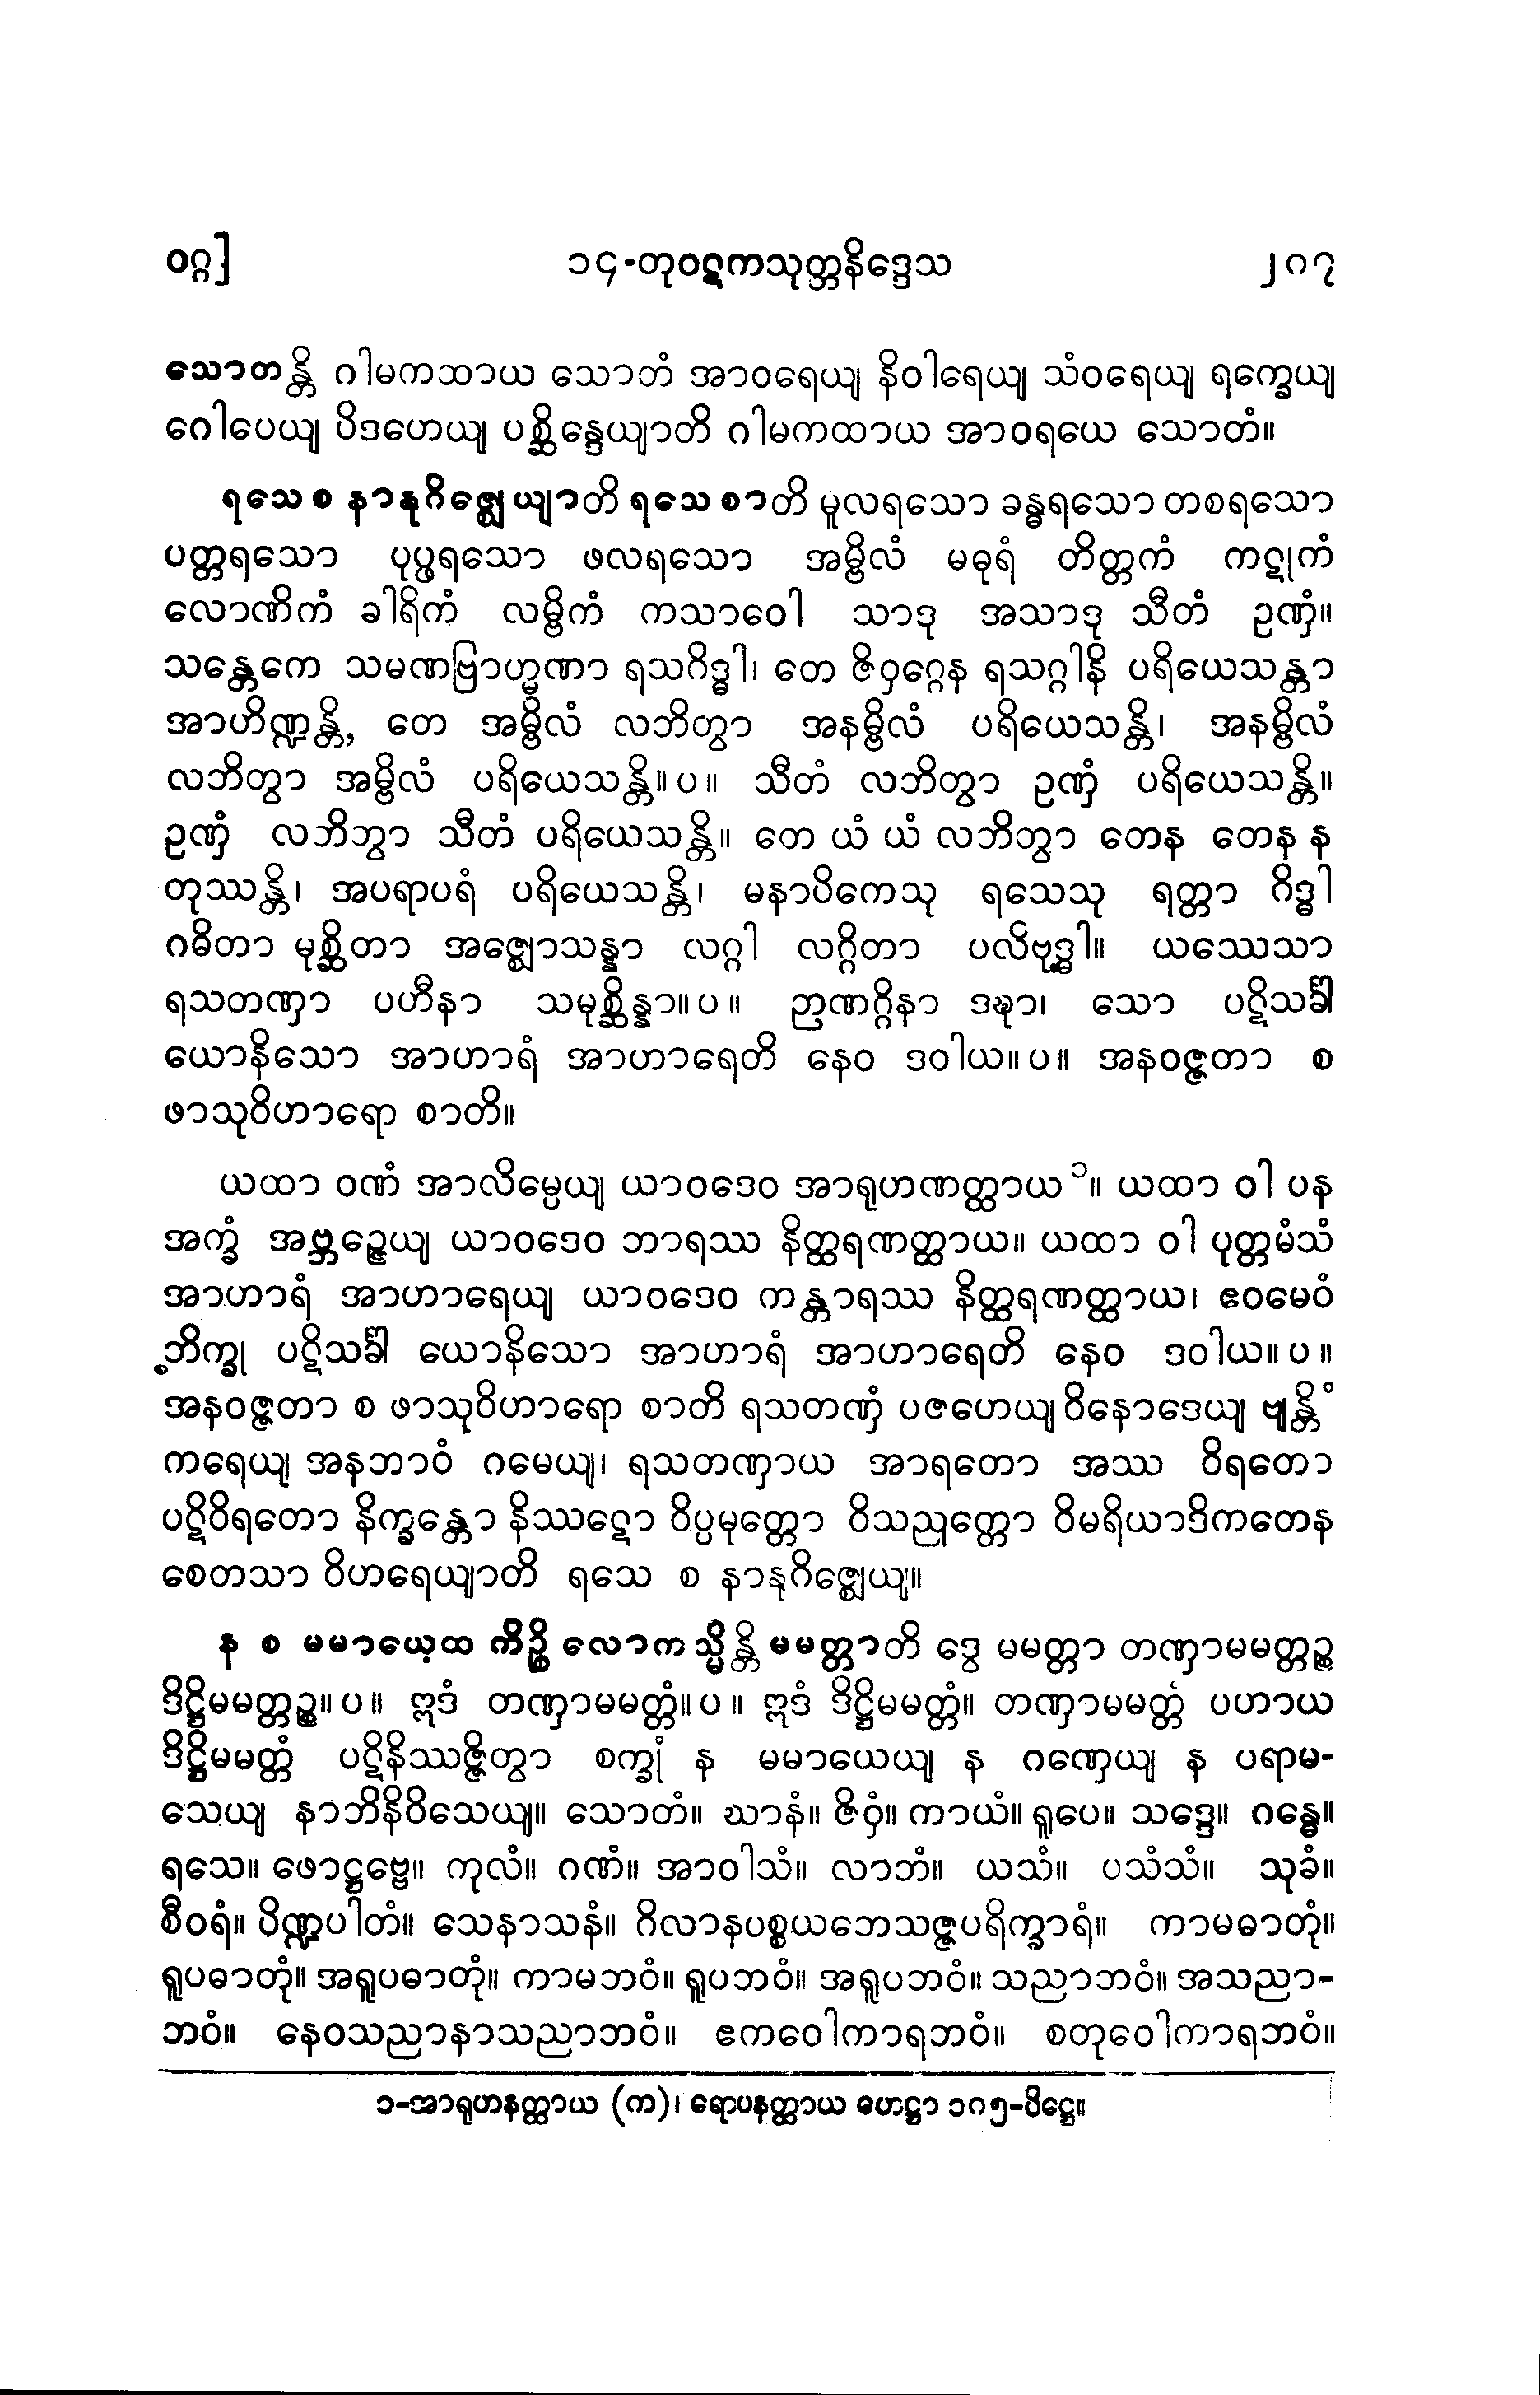 ဝဂ္ဂ]
၁၄-တုဝဋ္ဋကသုတ္တနိဒ္ဒေသ
၂၀၇
သောတန္တိ ဂါမကထာယ သောတံ အာဝရေယျ နိဝါရေယျ သံဝရေယျ ရက္ခေယျ
ဂေါပေယျ ပိဒဟေယျ ပစ္ဆိန္ဒေယျာတိ ဂါမကထာယ အာဝရယေ သောတံ။
ရသေ စ နာနုဂိဇ္ဈေယျာတိ ရသေ စာတိ မူလရသော ခန္ဓရသော တစရသော
ပတ္တရသော ပုပ္ဖရသော ဖလရသော အမ္ဗိလံ မဓုရံ တိတ္တကံ ကဋုကံ
လောဏိကံ ခါရိကံ လမ္ဗိကံ ကသာဝေါ သာဒု အသာဒု သီတံ ဥဏှံ။
သန္တေကေ သမဏဗြာဟ္မဏာ ရသဂိဒ္ဓါ၊ တေ ဇိဝှဂ္ဂေန ရသဂ္ဂါနိ ပရိယေသန္တာ
အာဟိဏ္ဍန္တိ, တေ အမ္ဗိလံ လဘိတွာ အနမ္ဗိလံ ပရိယေသန္တိ၊ အနမ္ဗိလံ
လဘိတွာ အမ္ဗိလံ ပရိယေသန္တိ။ပ။ သီတံ လဘိတွာ ဥဏှံ ပရိယေသန္တိ။
ဥဏှံ လဘိဘွာ သီတံ ပရိယေသန္တိ။ တေ ယံ ယံ လဘိတွာ တေန တေန န
တုဿန္တိ၊ အပရာပရံ ပရိယေသန္တိ၊ မနာပိကေသု ရသေသု ရတ္တာ ဂိဒ္ဓါ
ဂဓိတာ မုစ္ဆိတာ အဇ္ဈောသန္နာ လဂ္ဂါ လဂ္ဂိတာ ပလိဗုဒ္ဓါ။ ယဿေသာ
ရသတဏှာ ပဟီနာ သမုစ္ဆိန္နာ။ပ။ ဉာဏဂ္ဂိနာ ဒဍ္ဎာ၊ သော ပဋိသင်္ခါ
ယောနိသော အာဟာရံ အာဟာရေတိ နေဝ ဒဝါယ။ပ။ အနဝဇ္ဇတာ စ
ဖာသုဝိဟာရော စာတိ။
ယထာ ဝဏံ အာလိမ္ပေယျ ယာဝဒေဝ အာရုဟဏတ္ထာယ ၁။ ယထာ ဝါ ပန
အက္ခံ အဗ္ဘဉ္ဇေယျ ယာဝဒေဝ ဘာရဿ နိတ္ထရဏတ္ထာယ။ ယထာ ဝါ ပုတ္တမံသံ
အာဟာရံ အာဟာရေယျ ယာဝဒေဝ ကန္တာရဿ နိတ္ထရဏတ္ထာယ၊ ဧဝမေဝံ
ဘိက္ခု ပဋိသင်္ခါ ယောနိသော အာဟာရံ အာဟာရေတိ နေဝ ဒဝါယ။ပ။
အနဝဇ္ဇတာ စ ဖာသုဝိဟာရော စာတိ ရသတဏှံ ပဇဟေယျ ဝိနောဒေယျ ဗျန္တိံ
ကရေယျ အနဘာဝံ ဂမေယျ၊ ရသတဏှာယ အာရတော အဿ ဝိရတော
ပဋိဝိရတော နိက္ခန္တော နိဿဋော ဝိပ္ပမုတ္တော ဝိသညုတ္တော ဝိမရိယာဒိကတေန
စေတသာ ဝိဟရေယျာတိ ရသေ စ နာနုဂိဇ္ဈေယျ။
န စ မမာယေထ ကိဉ္စိ လောကသ္မိန္တိ မမတ္တာတိ ဒွေ မမတ္တာ တဏှာမမတ္တဉ္စ
ဒိဋ္ဌိမမတ္တဉ္စ။ပ။ ဣဒံ တဏှာမမတ္တံ။ပ။ ဣဒံ ဒိဋ္ဌိမမတ္တံ။ တဏှာမမတ္တံ ပဟာယ
ဒိဋ္ဌိမမတ္တံ ပဋိနိဿဇ္ဇိတွာ စက္ခုံ န မမာယေယျ န ဂဏှေယျ န ပရာမ-
သေယျ နာဘိနိဝိသေယျ။ သောတံ။ ဃာနံ။ ဇိဝှံ။ ကာယံ။ ရူပေ။ သဒ္ဒေ။ ဂန္ဓေ။
ရသေ။ ဖောဋ္ဌဗ္ဗေ။ ကုလံ။ ဂဏံ။ အာဝါသံ။ လာဘံ။ ယသံ။ ပသံသံ။ သုခံ။
စီဝရံ။ ပိဏ္ဍပါတံ။ သေနာသနံ။ ဂိလာနပစ္စယဘေသဇ္ဇပရိက္ခာရံ။ ကာမဓာတုံ။
ရူပဓာတုံ။ အရူပဓာတုံ။ ကာမဘဝံ။ ရူပဘဝံ။ အရူပဘဝံ။ သညာဘဝံ။ အသညာ-
ဘဝံ။ နေဝသညာနာသညာဘဝံ။ ဧကဝေါကာရဘဝံ။ စတုဝေါကာရဘဝံ။
၁-အာရုဟနတ္ထာယ (က)၊ ရောပနတ္ထာယ ဟေဋ္ဌာ ၁၈၅-ပိဋ္ဌေ။